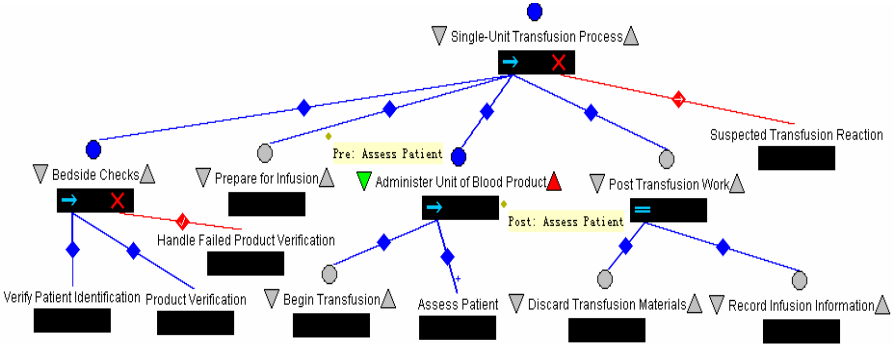 Single-Unit Transfusion Process
Suspected Transfusion Reaction
Pre: Assess Patient
Bedside Checks
Prepare for Infusion
Administer Unit of Blood Product
Post Transfusion Work
Post: Assess Patient
Handle Failed Product Verification
Verify Patient Identification
Product Verification
Begin Transfusion
Assess Patient
Discard Transfusion Materials
Record Infusion Information